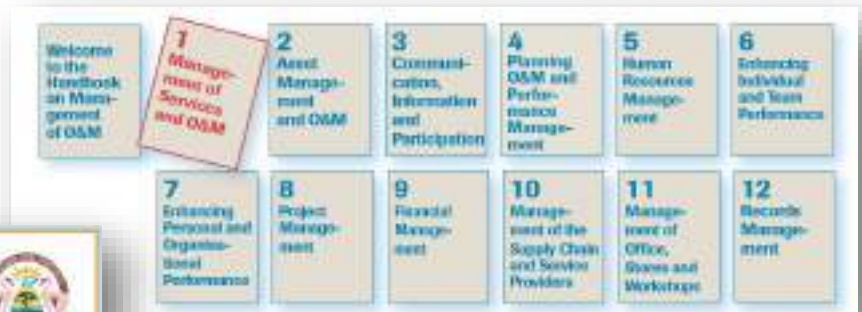 Welcome
to the
Handbook
on Mana-
gement
of O&M
1
Manage-
ment of
Services
and O&M
2
Asset
Manage-
ment
and O&M
3
Communi-
cation,
Information
and
Participation
4
Planning
O&M and
Perfor-
mance
Manage-
ment
5
Human
Resources
Manage-
ment
6
Enhancing
Individual
and Team
Performance
7
Enhancing
Personal and
Organisa-
tional
Performance
8
Project
Manage-
ment
9
Financial
Manage-
ment
10
Manage-
ment of the
Supply Chain
and Service
Providers
11
Manage-
ment of
Office,
Stores and
Workshops
12
Records
Manage-
ment